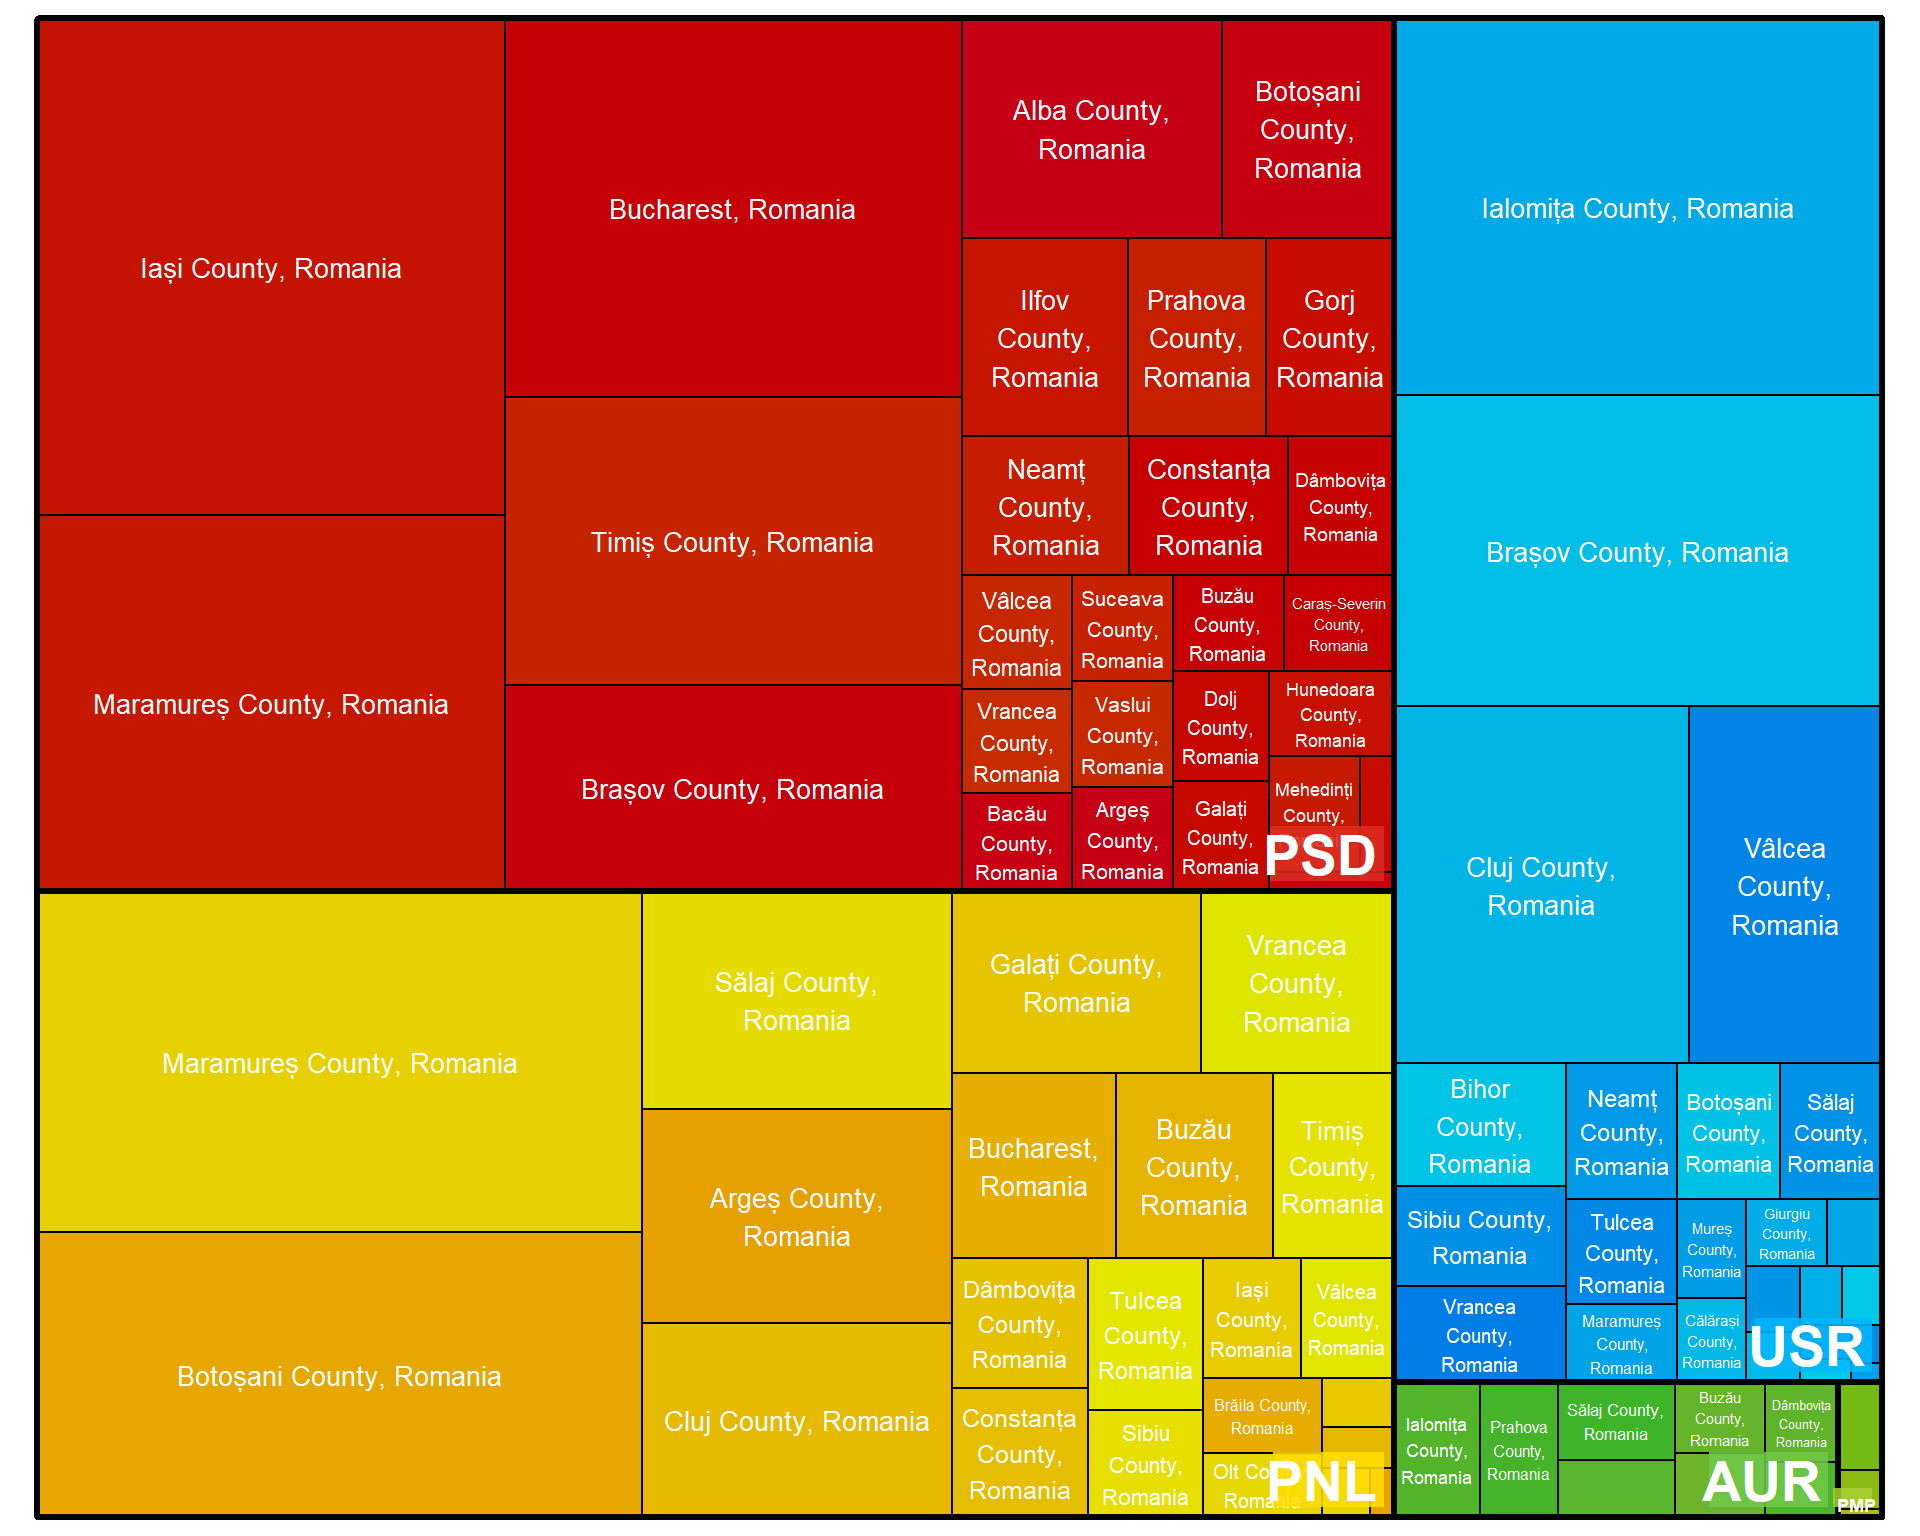 Iași County, Romania
Maramureș County, Romania
Bucharest, Romania
Timiș County, Romania
Brașov County, Romania
Alba County,
Romania
Botoșani
County,
Romania
Ilfov
County,
Romania
Prahova
County,
Romania
Gorj
County,
Romania
Neamț
County,
Romania
Constanța
County,
Romania
Dâmbovița
County,
Romania
Vâlcea
County,
Romania
Suceava
County,
Romania
Buzău
County,
Romania
Caraș-Severin
County,
Romania
Vrancea
County,
Romania
Vaslui
County,
Romania
Dolj
County,
Romania
Hunedoara
County,
Romania
Bacău
County,
Romania
Argeș
County,
Romania
Galați
County,
Romania
Mehedinți
County,
PSD
Maramureș County, Romania
Botoșani County, Romania
Sălaj County,
Romania
Argeș County,
Romania
Cluj County, Romania
Galați County,
Romania
Vrancea
County,
Romania
Bucharest,
Romania
Buzău
County,
Romania
Timiș
County,
Romania
Dâmbovița
County,
Romania
Constanța
County,
Romania
Tulcea
County,
Romania
Sibiu
County,
Romania
Iași
County,
Romania
Vâlcea
County,
Romania
Brăila County,
Romania
Olt Co
Roma
PNL
Ialomița County, Romania
Brașov County, Romania
Cluj County,
Romania
Vâlcea
County,
Romania
Bihor
County,
Romania
Neamț
County,
Romania
Botoșani
County,
Romania
Sălaj
County,
Romania
Sibiu County,
Romania
Vrancea
County,
Romania
Tulcea
County,
Romania
Maramureș
County,
Romania
Mureș
County,
Romania
Călărași
County,
Romania
Giurgiu
County,
Romania
USR
Ialomița
County,
Romania
Prahova
County,
Romania
Sălaj County,
Romania
Buzău
County,
Romania
Dâmbovița
County,
Romania
AUR
PMP